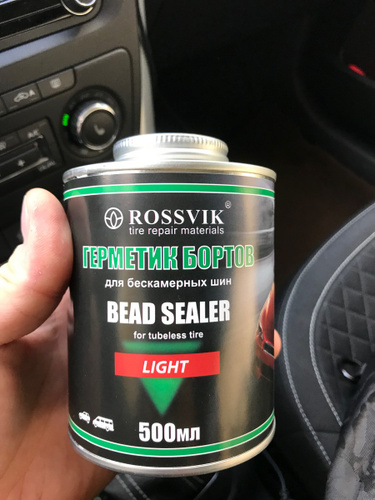 ROSSVIK®
tire repair materials
ГЕРМЕТИК БОРТОВ
для бескамерных шин
BEAD SEALER
for tubeless tire
LIGHT
500мл